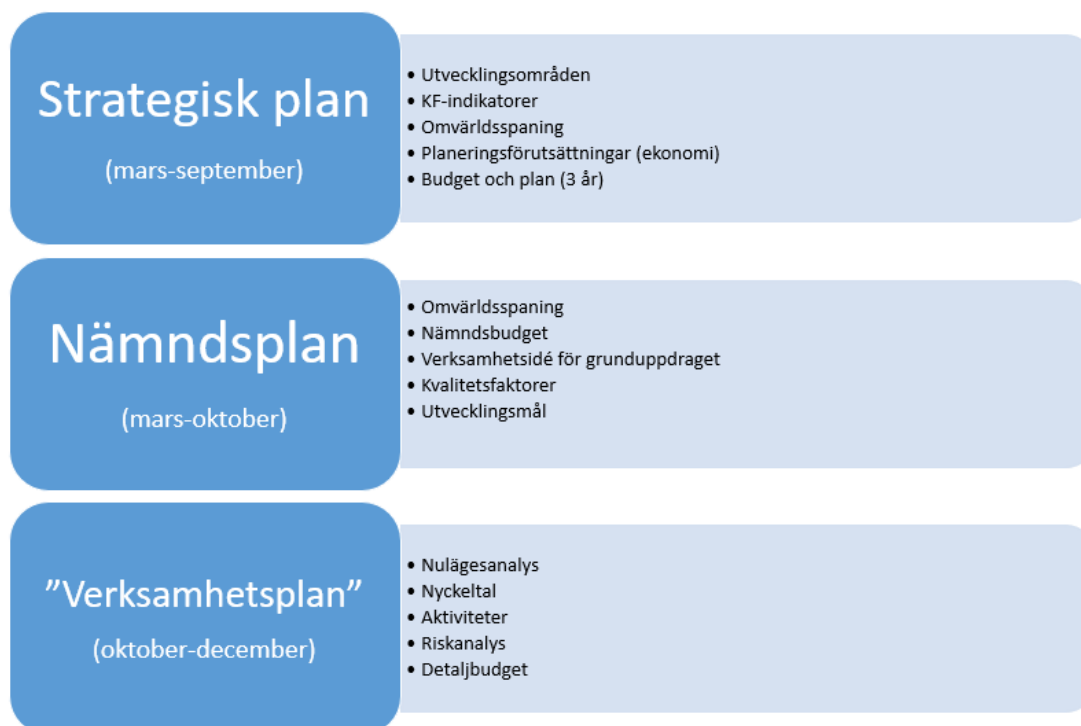 Strategisk plan
(mars-september)
• Utvecklingsområden
• KF-indikatorer
• Omvärldsspaning
• Planeringsförutsättningar (ekonomi)
• Budget och plan (3 år)
Nämndsplan
(mars-oktober)
• Omvärldsspaning
• Nämndsbudget
• Verksamhetsidé för grunduppdraget
• Kvalitetsfaktorer
• Utvecklingsmål
”Verksamhetsplan”
(oktober-december)
• Nulägesanalys
• Nyckeltal
• Aktiviteter
• Riskanalys
• Detaljbudget